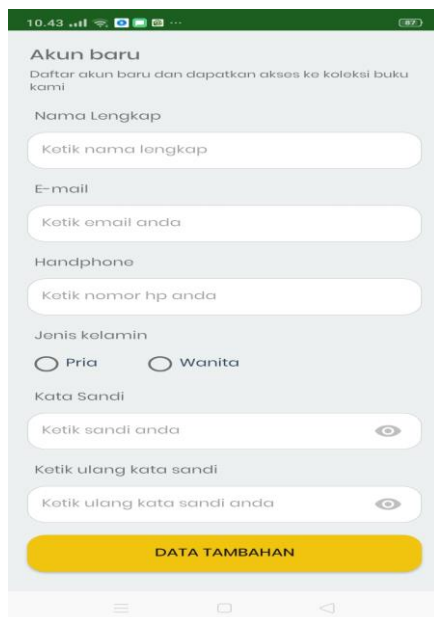 10.43
87
Akun baru
Daftar akun baru dan dapatkan akses ke koleksi buku
kami
Nama Lengkap
Ketik nama lengkap
E-mail
Ketik email anda
Handphone
Ketik nomor hp anda
Jenis kelamin
Pria Wanita
Kata Sandi
Ketik sandi anda
Ketik ulang kata sandi
Ketik ulang kata sandi anda
DATA TAMBAHAN